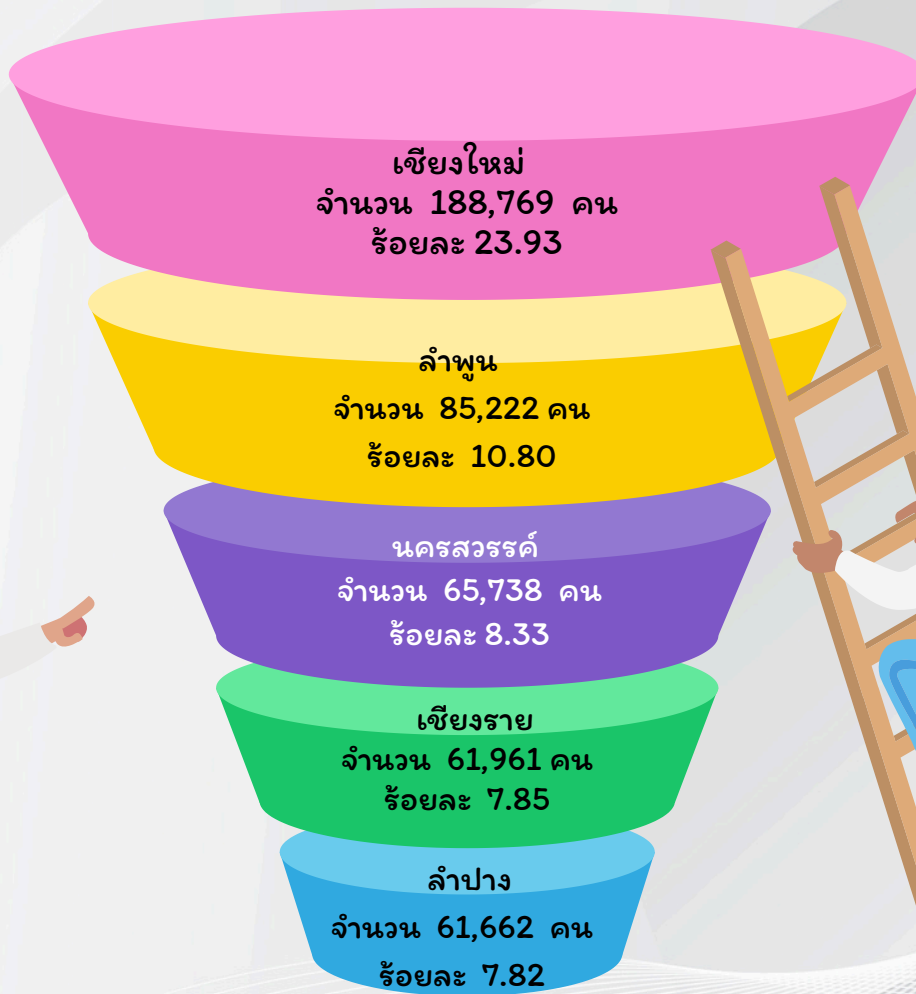 เชียงใหม่
จำนวน 188,769 คน
ร้อยละ 23.93
ลำพูน
จำนวน 85,222 คน
ร้อยละ 10.80
นครสวรรค์
จำนวน 65,738 คน
ร้อยละ 8.33
เชียงราย
จำนวน 61,961 คน
ร้อยละ 7.85
ลำปาง
จำนวน 61,662 คน
ร้อยละ 7.82